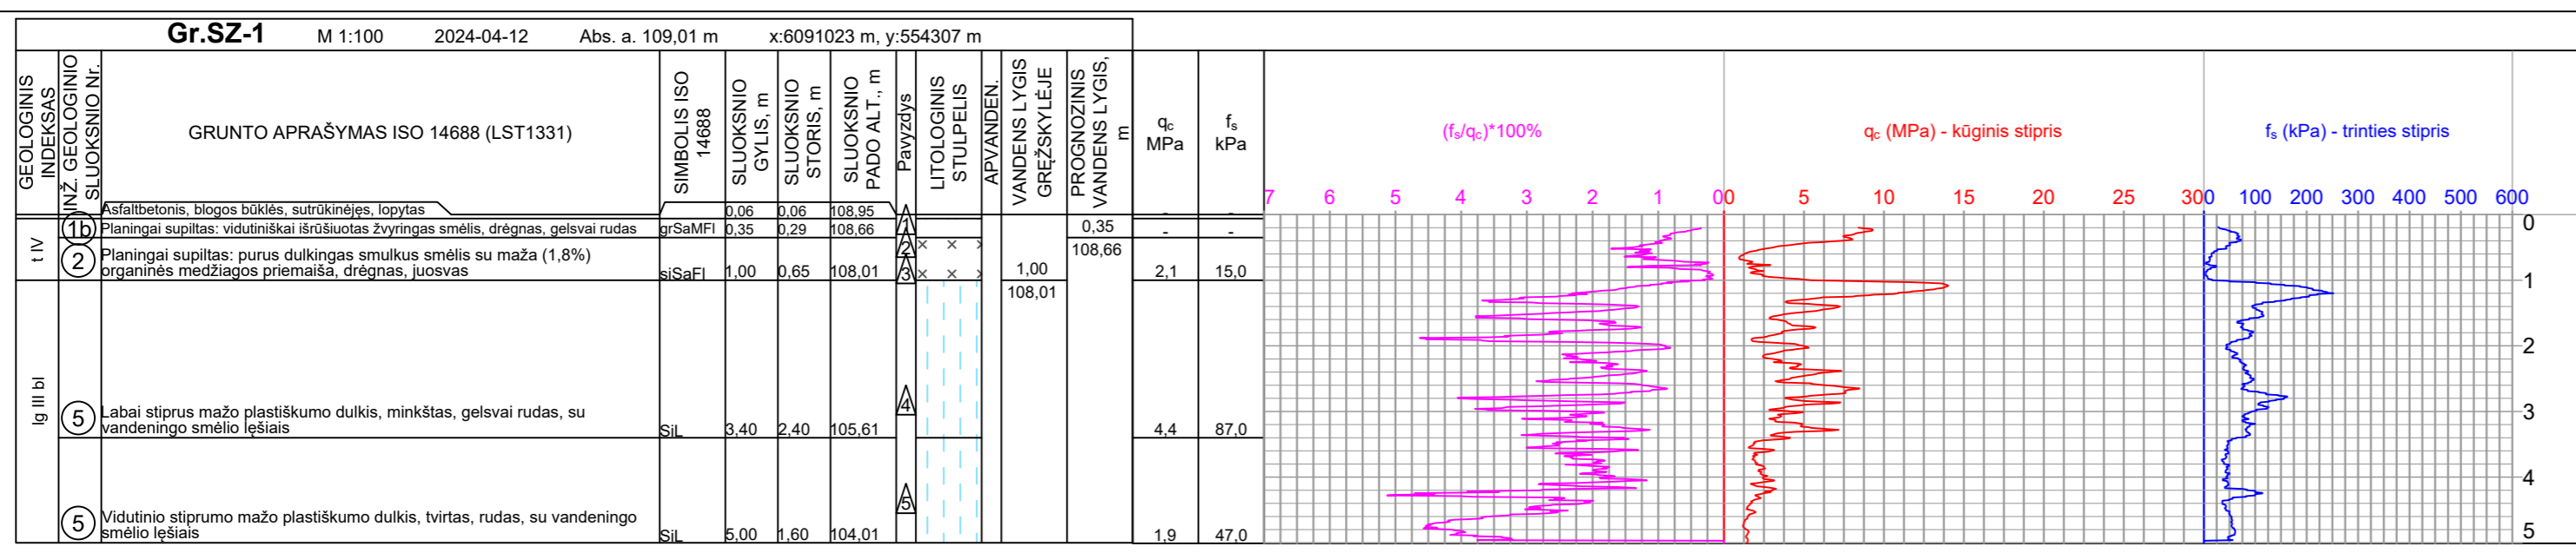 Gr.SZ-1 M 1:100 2024-04-12 Abs. a. 109,01 m x:6091023 m, y:554307 m
GEOLOGINIS
INDEKSAS
INŽ. GEOLOGINIO
SLUOKSNIO Nr.
GRUNTO APRAŠYMAS ISO 14688 (LST1331)
SIMBOLIS ISO
14688
SLUOKSNIO
GYLIS, m
SLUOKSNIO
STORIS, m
SLUOKSNIO
PADO ALT., m
Pavyzdys
LITOLOGINIS
STULPELIS
APVANDEN.
VANDENS LYGIS
GRĘŽSKYLĖJE
PROGNOZINIS
VANDENS LYGIS,
m
qc
MPa
fs
kPa
(fs/qc)*100%
qc (MPa) - kūginis stipris
fs (kPa) - trinties stipris
7 6 5 4 3 2 1 0 0 5 10 15 20 25 30 0 100 200 300 400 500 600
Asfaltbetonis, blogos būklės, sutrūkinėjęs, lopytas 0,06 0,06 108,95 - -
t IV
1b Planingai supiltas: vidutiniškai išrūšiuotas žvyringas smėlis, drėgnas, gelsvai rudas grSaMFl 0,35 0,29 108,66 1 0,35 - -
108,66
2 Planingai supiltas: purus dulkingas smulkus smėlis su maža (1,8%)
organinės medžiagos priemaiša, drėgnas, juosvas siSaFl 1,00 0,65 108,01 2 3 1,00 2,1 15,0
108,01
lg III bl
5 Labai stiprus mažo plastiškumo dulkis, minkštas, gelsvai rudas, su
vandeningo smėlio lęšiais SiL 3,40 2,40 105,61 4 4,4 87,0
5 Vidutinio stiprumo mažo plastiškumo dulkis, tvirtas, rudas, su vandeningo
smėlio lęšiais SiL 5,00 1,60 104,01 5 1,9 47,0
0
1
2
3
4
5